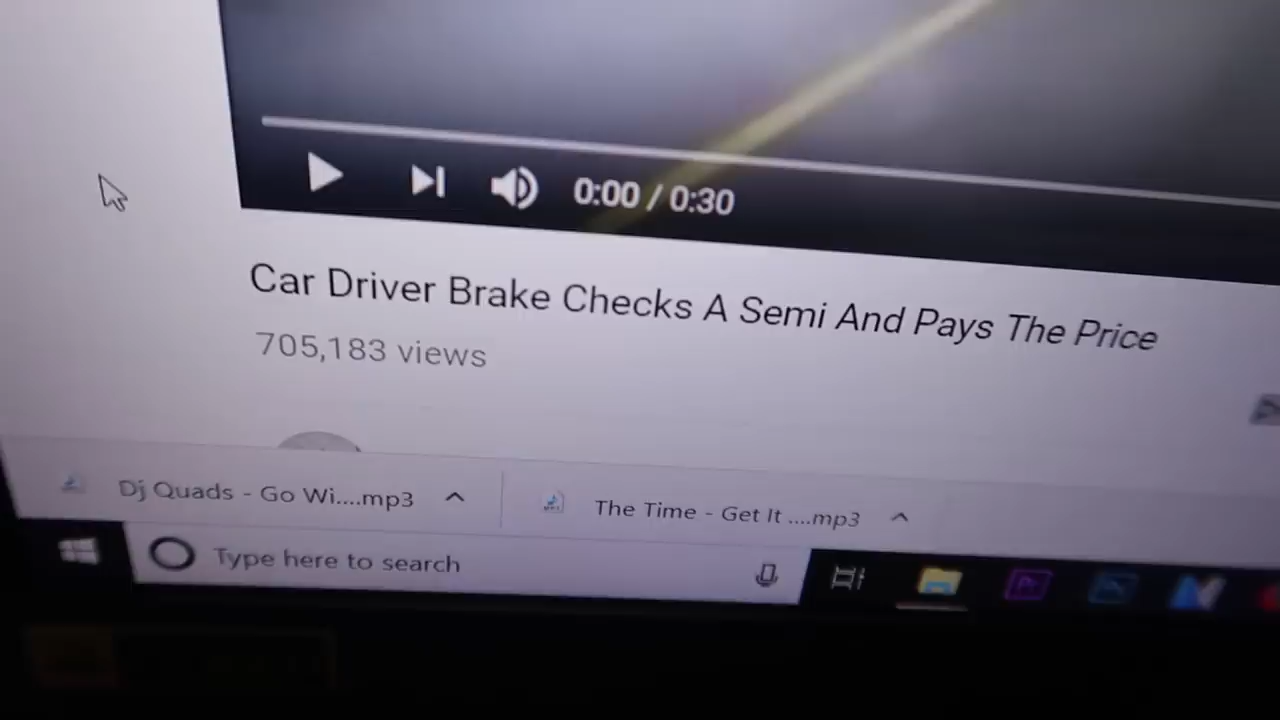 0:00 / 0:30
Car Driver Brake Checks A Semi And Pays The Price
705,183 views
Dj Quads - Go Wi....mp3
The Time - Get It ....mp3
Type here to search
Pr